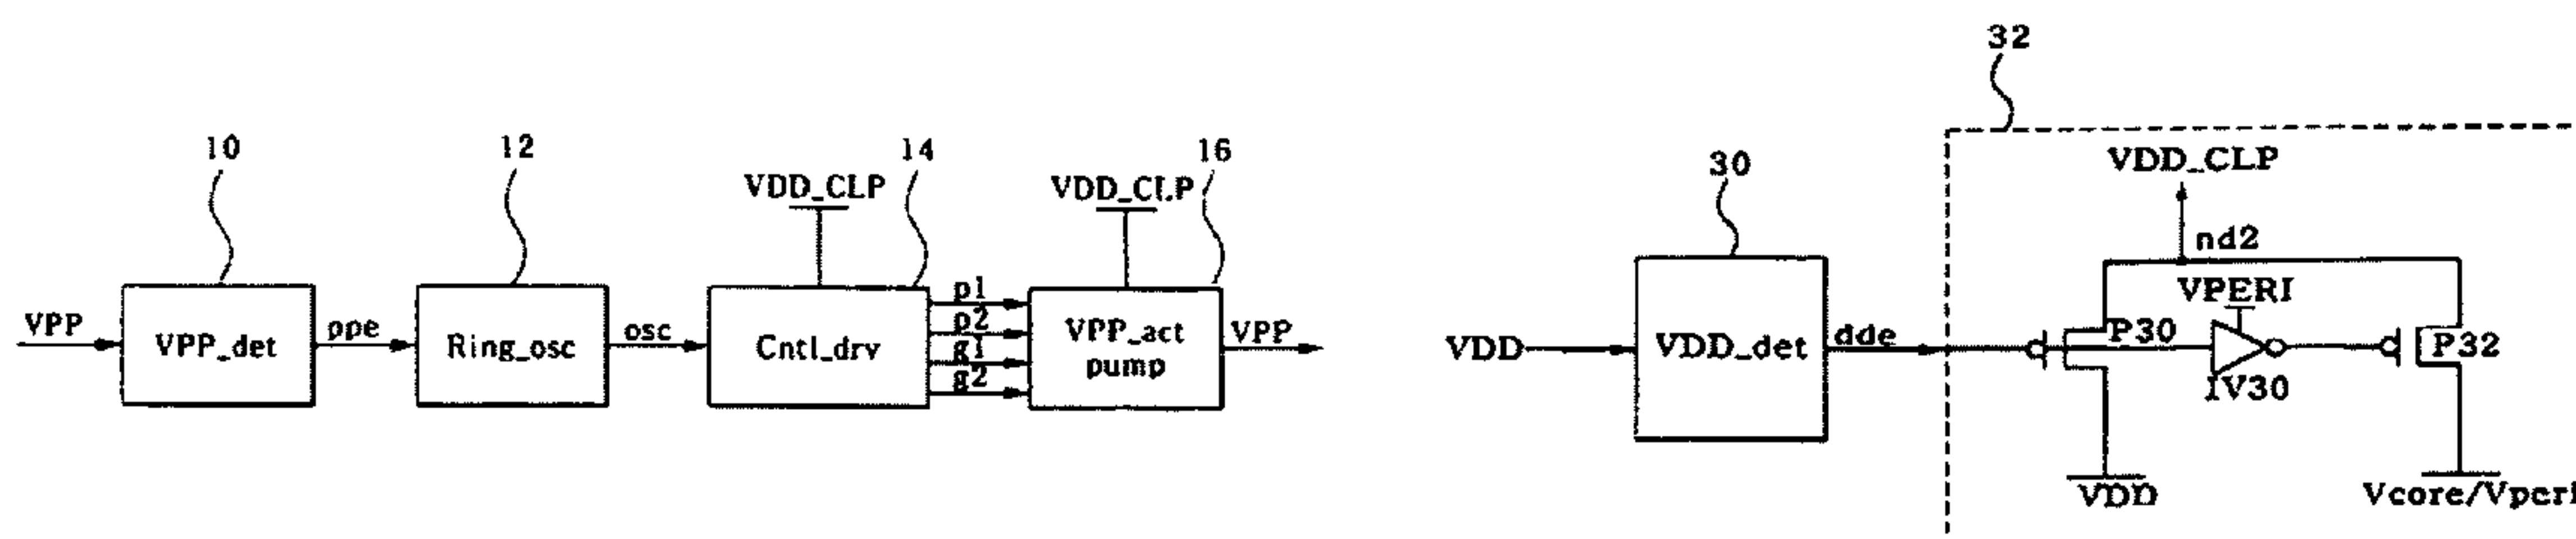 10
12
14
16
VDD_CLP
VDD_CLP
VPP
VPP_det
ppe
Ring_osc
osc
Cntl_drv
p1
p2
g1
g2
VPP_act
pump
VPP
30
32
VDD
VDD_det
dde
VDD_CLP
nd2
VPERI
P30
IV30
P32
VDD
Vcore/Vperi